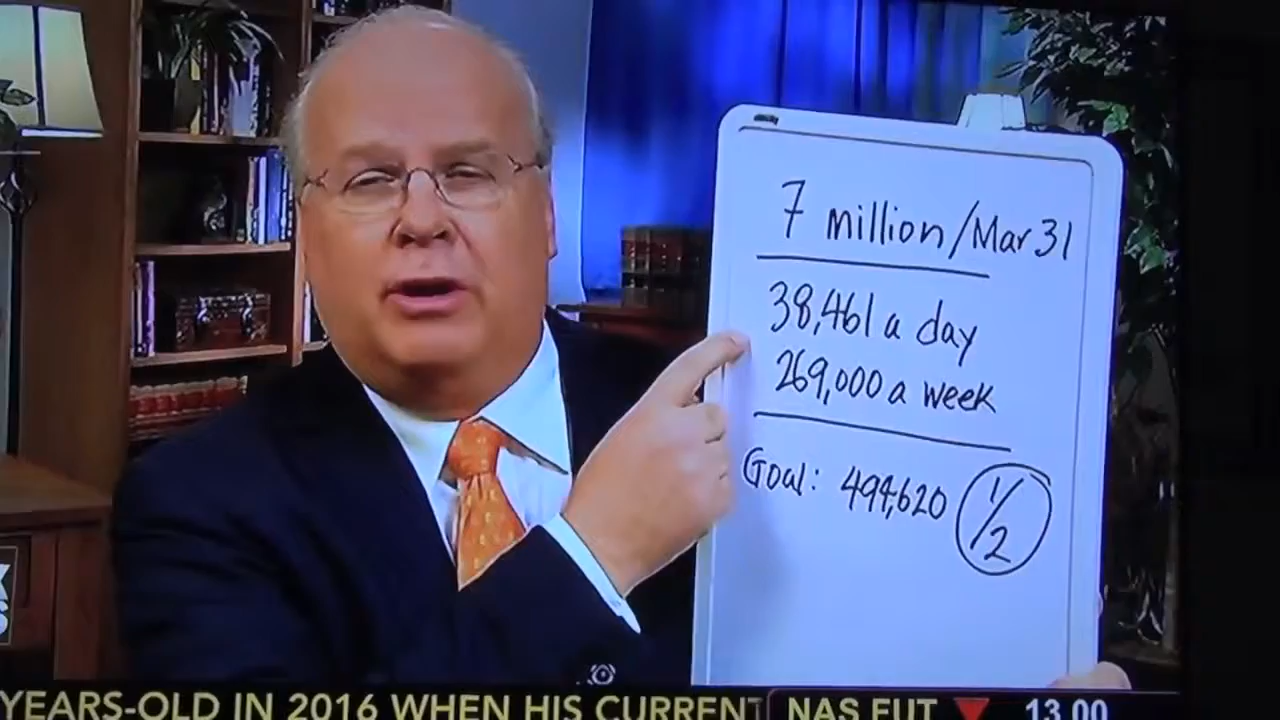 7 million/Mar 31
38,461 a day
269,000 a week
Goal: 494,620 1/2
YEARS-OLD IN 2016 WHEN HIS CURRENT
NAS FUT ▼ 13.00